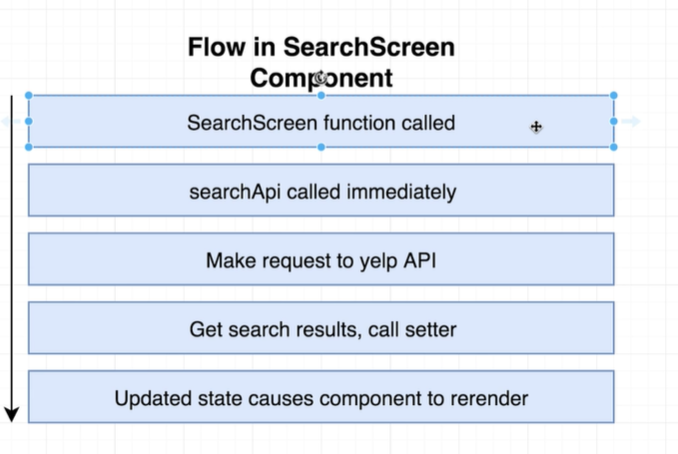 Flow in SearchScreen
Component
SearchScreen function called
searchApi called immediately
Make request to yelp API
Get search results, call setter
Updated state causes component to rerender